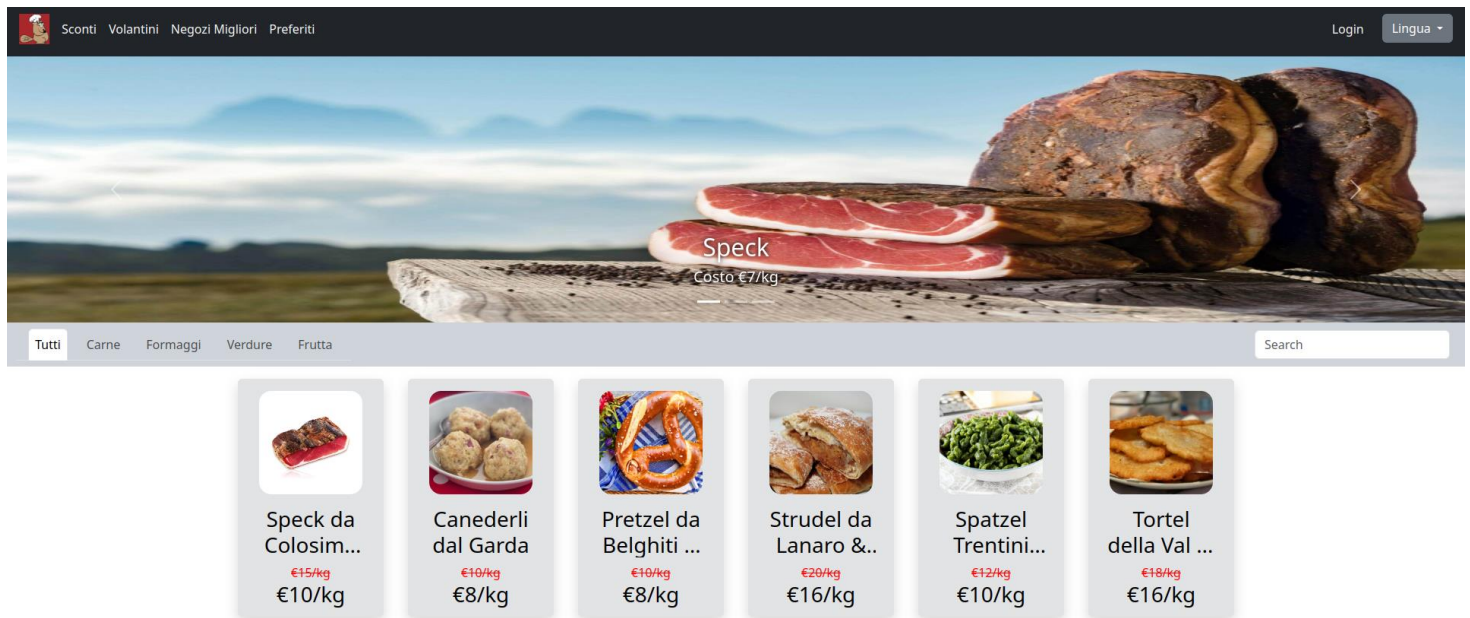 Sconti Volantini Negozi Migliori Preferiti Login Lingua
Speck
Costo €7/kg
Tutti Carne Formaggi Verdure Frutta Search
Speck da Colosim...
€15/kg
€10/kg
Canederli dal Garda
€10/kg
€8/kg
Pretzel da Belghiti ...
€10/kg
€8/kg
Strudel da Lanaro &..
€20/kg
€16/kg
Spatzel Trentini...
€12/kg
€10/kg
Tortel della Val ...
€18/kg
€16/kg